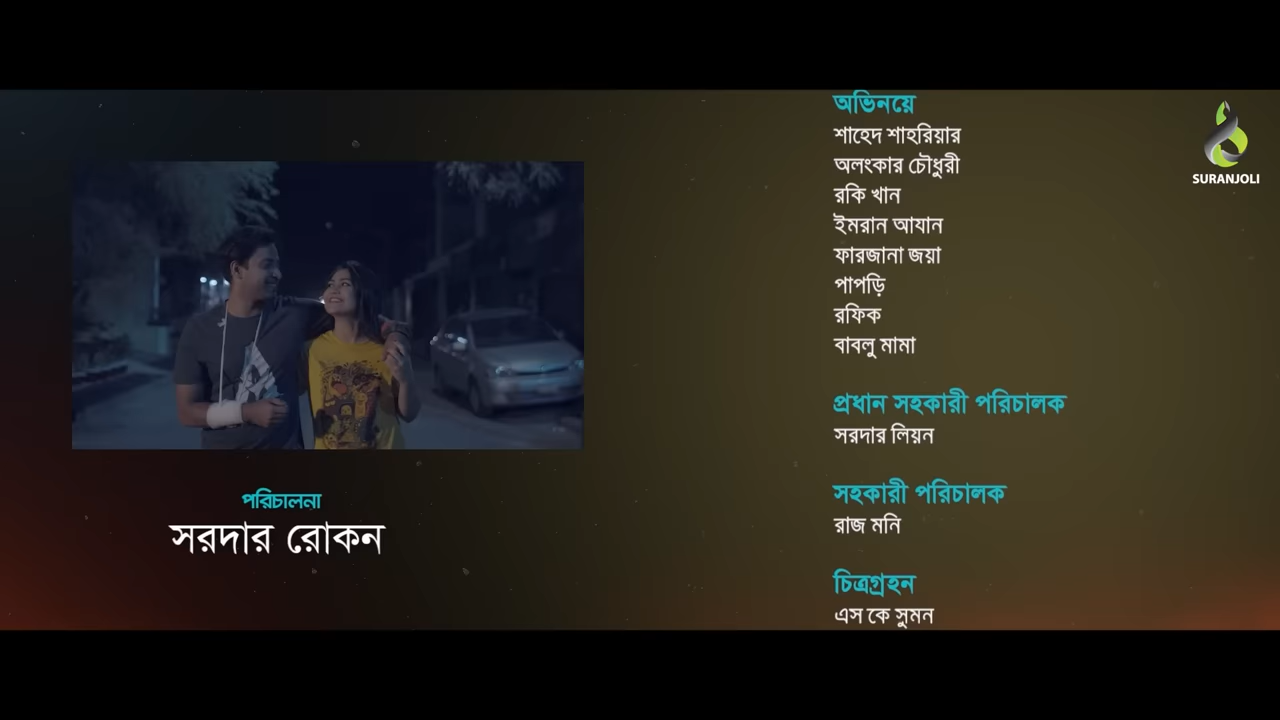 অভিনয়ে
শাহেদ শাহরিয়ার
অলংকার চৌধুরী
রকি খান
ইমরান আযান
ফারজানা জয়া
পাপড়ি
রফিক
বাবলু মামা
প্রধান সহকারী পরিচালক
সরদার লিয়ন
সহকারী পরিচালক
রাজ মনি
চিত্রগ্রহন
এস কে সুমন
পরিচালনা
সরদার রোকন
SURANJOLI